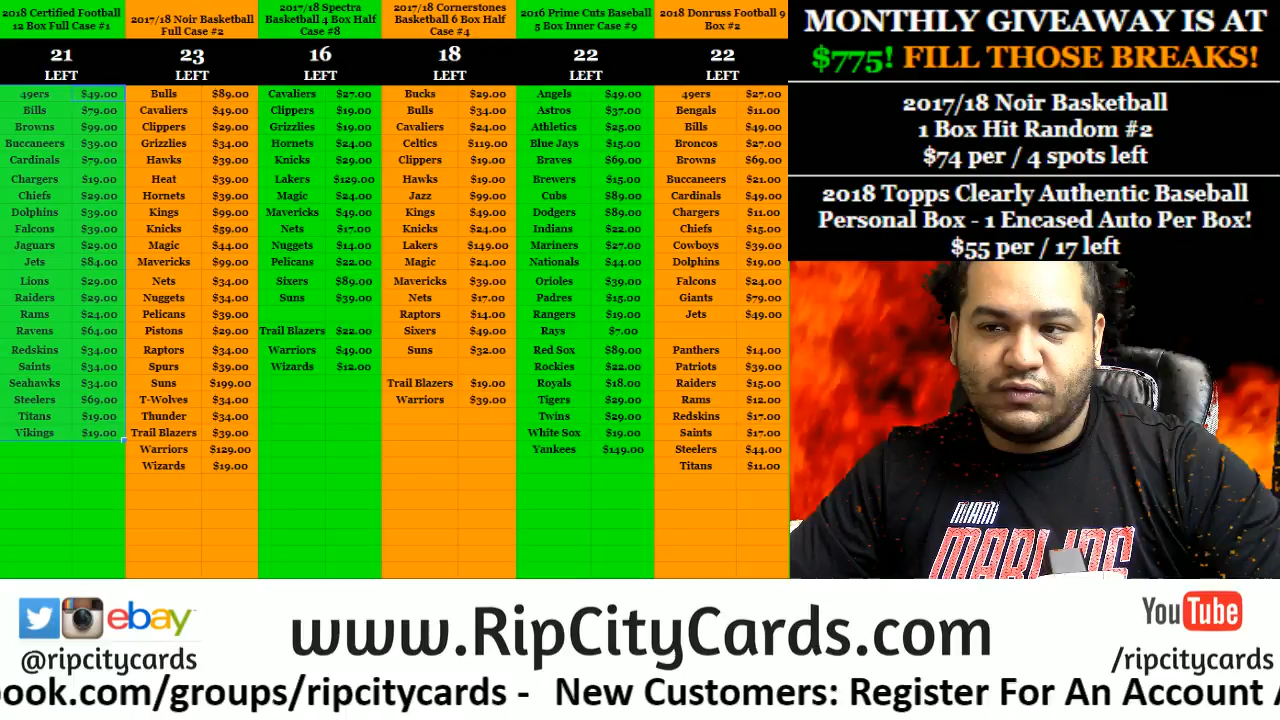 2018 Certified Football
12 Box Full Case #1
21
LEFT
49ers $49.00
Bills $79.00
Browns $99.00
Buccaneers $39.00
Cardinals $79.00
Chargers $19.00
Chiefs $29.00
Dolphins $39.00
Falcons $39.00
Jaguars $29.00
Jets $84.00
Lions $29.00
Raiders $29.00
Rams $24.00
Ravens $64.00
Redskins $34.00
Saints $34.00
Seahawks $34.00
Steelers $69.00
Titans $19.00
Vikings $19.00
2017/18 Noir Basketball
Full Case #2
23
LEFT
Bulls $89.00
Cavaliers $49.00
Clippers $29.00
Grizzlies $34.00
Hawks $39.00
Heat $39.00
Hornets $39.00
Kings $99.00
Knicks $59.00
Magic $44.00
Mavericks $99.00
Nets $34.00
Nuggets $34.00
Pelicans $39.00
Pistons $29.00
Raptors $34.00
Spurs $39.00
Suns $199.00
T-Wolves $34.00
Thunder $34.00
Trail Blazers $39.00
Warriors $129.00
Wizards $19.00
2017/18 Spectra
Basketball 4 Box Half
Case #8
16
LEFT
Cavaliers $27.00
Clippers $19.00
Grizzlies $19.00
Hornets $24.00
Knicks $29.00
Lakers $129.00
Magic $24.00
Mavericks $49.00
Nets $17.00
Nuggets $14.00
Pelicans $22.00
Sixers $89.00
Suns $39.00
Trail Blazers $22.00
Warriors $49.00
Wizards $12.00
2017/18 Cornerstones
Basketball 6 Box Half
Case #4
18
LEFT
Bucks $29.00
Bulls $34.00
Cavaliers $24.00
Celtics $119.00
Clippers $19.00
Hawks $19.00
Jazz $99.00
Kings $49.00
Knicks $24.00
Lakers $149.00
Magic $24.00
Mavericks $39.00
Nets $17.00
Raptors $14.00
Sixers $49.00
Suns $32.00
Trail Blazers $19.00
Warriors $39.00
2016 Prime Cuts Baseball
5 Box Inner Case #9
22
LEFT
Angels $49.00
Astros $37.00
Athletics $25.00
Blue Jays $15.00
Braves $69.00
Brewers $15.00
Cubs $89.00
Dodgers $89.00
Indians $22.00
Mariners $27.00
Nationals $44.00
Orioles $39.00
Padres $15.00
Rangers $19.00
Rays $7.00
Red Sox $89.00
Rockies $22.00
Royals $18.00
Tigers $29.00
Twins $29.00
White Sox $19.00
Yankees $149.00
2018 Donruss Football 9
Box #2
22
LEFT
49ers $27.00
Bengals $11.00
Bills $49.00
Broncos $27.00
Browns $69.00
Buccaneers $21.00
Cardinals $49.00
Chargers $11.00
Chiefs $15.00
Cowboys $39.00
Dolphins $19.00
Falcons $24.00
Giants $79.00
Jets $49.00
Panthers $14.00
Patriots $39.00
Raiders $15.00
Rams $12.00
Redskins $17.00
Saints $17.00
Steelers $44.00
Titans $11.00
MONTHLY GIVEAWAY IS AT
$775! FILL THOSE BREAKS!
2017/18 Noir Basketball
1 Box Hit Random #2
$74 per / 4 spots left
2018 Topps Clearly Authentic Baseball
Personal Box - 1 Encased Auto Per Box!
$55 per / 17 left
MIAMI
MARLINS
ebay
@ripcitycards
www.RipCityCards.com
YouTube
/ripcitycards
book.com/groups/ripcitycards - New Customers: Register For An Account